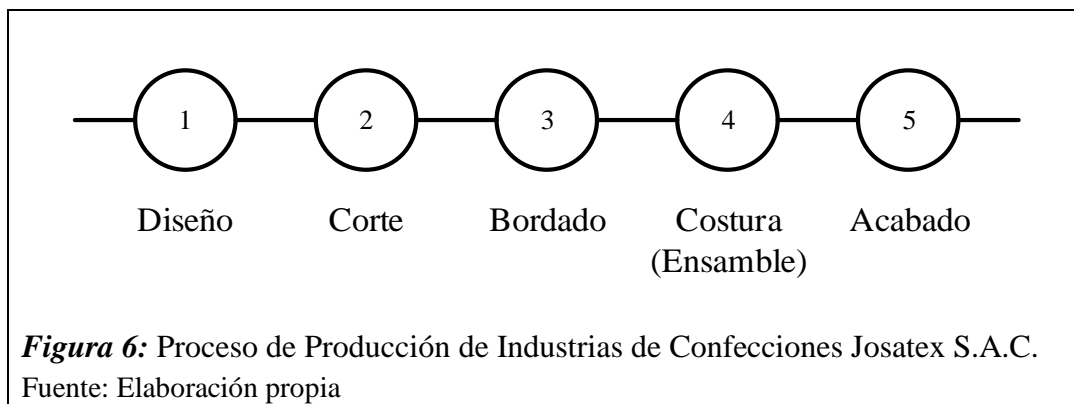 1 2 3 4 5
Diseño Corte Bordado Costura Acabado
(Ensamble)
Figura 6: Proceso de Producción de Industrias de Confecciones Josatex S.A.C.
Fuente: Elaboración propia